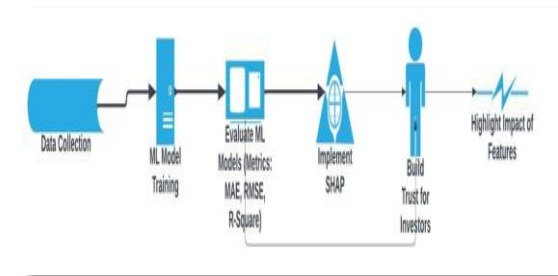 Data Collection
ML Model
Training
Evaluate ML
Models (Metrics:
MAE, RMSE,
R-Square)
Implement
SHAP
Build
Trust for
Investors
Highlight Impact of
Features